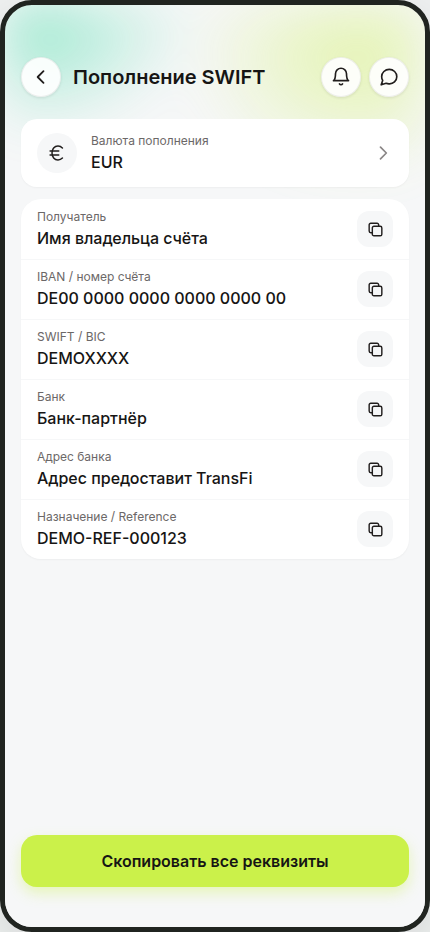 Пополнение SWIFT
€
Валюта пополнения
EUR
Получатель
Имя владельца счёта
IBAN / номер счёта
DE00 0000 0000 0000 0000 00
SWIFT / BIC
DEMOXXXX
Банк
Банк-партнёр
Адрес банка
Адрес предоставит TransFi
Назначение / Reference
DEMO-REF-000123
Скопировать все реквизиты